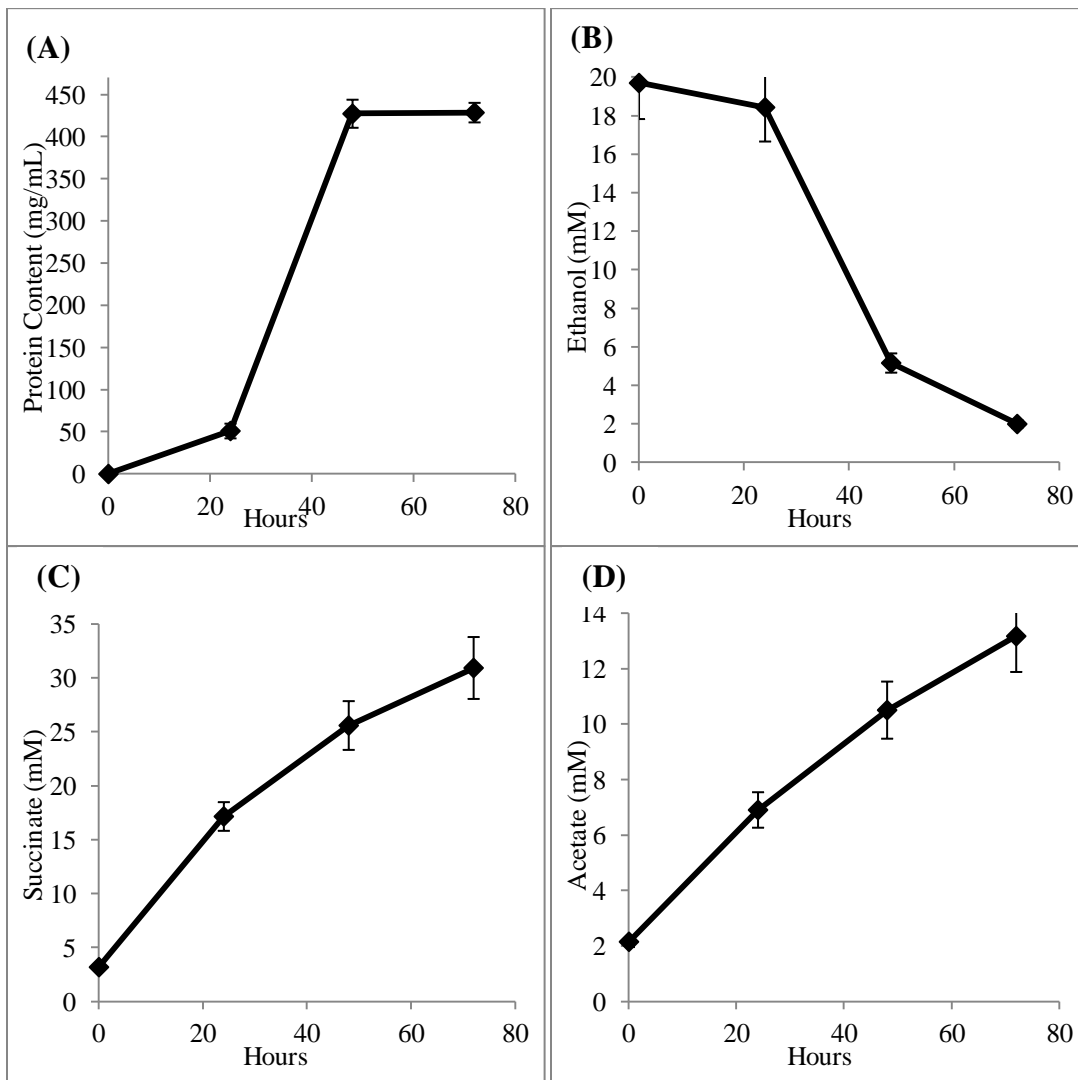 (A)
450
400
350
300
250
200
150
100
50
0
Protein Content (mg/mL)
0 20 40 60 80
Hours
(B)
20
18
16
14
12
10
8
6
4
2
0
Ethanol (mM)
0 20 40 60 80
Hours
(C)
35
30
25
20
15
10
5
0
Succinate (mM)
0 20 40 60 80
Hours
(D)
14
12
10
8
6
4
2
0
Acetate (mM)
0 20 40 60 80
Hours